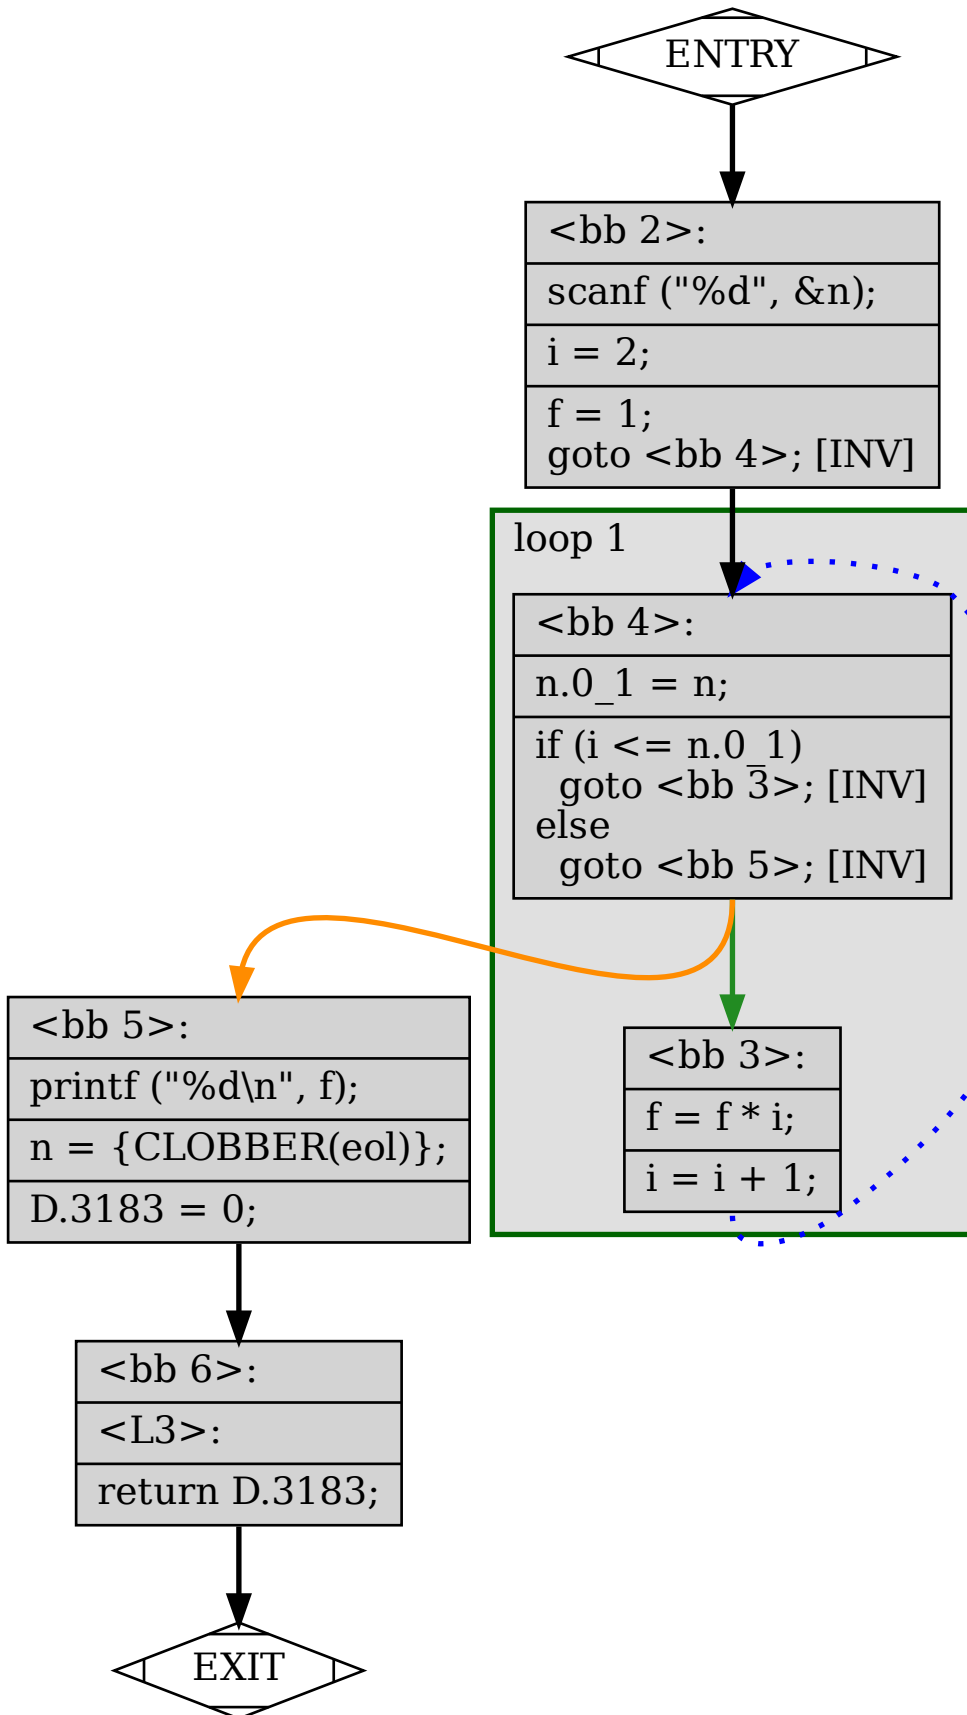 ENTRY
<bb 2>:
scanf ("%d", &n);
i = 2;
f = 1;
goto <bb 4>; [INV]
loop 1
<bb 4>:
n.0_1 = n;
if (i <= n.0_1)
  goto <bb 3>; [INV]
else
  goto <bb 5>; [INV]
<bb 5>:
printf ("%d\n", f);
n = {CLOBBER(eol)};
D.3183 = 0;
<bb 3>:
f = f * i;
i = i + 1;
<bb 6>:
<L3>:
return D.3183;
EXIT